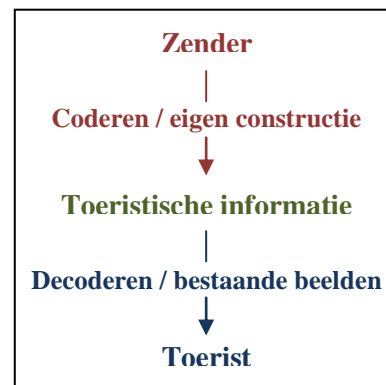 Zender
Coderen / eigen constructie
Toeristische informatie
Decoderen / bestaande beelden
Toerist